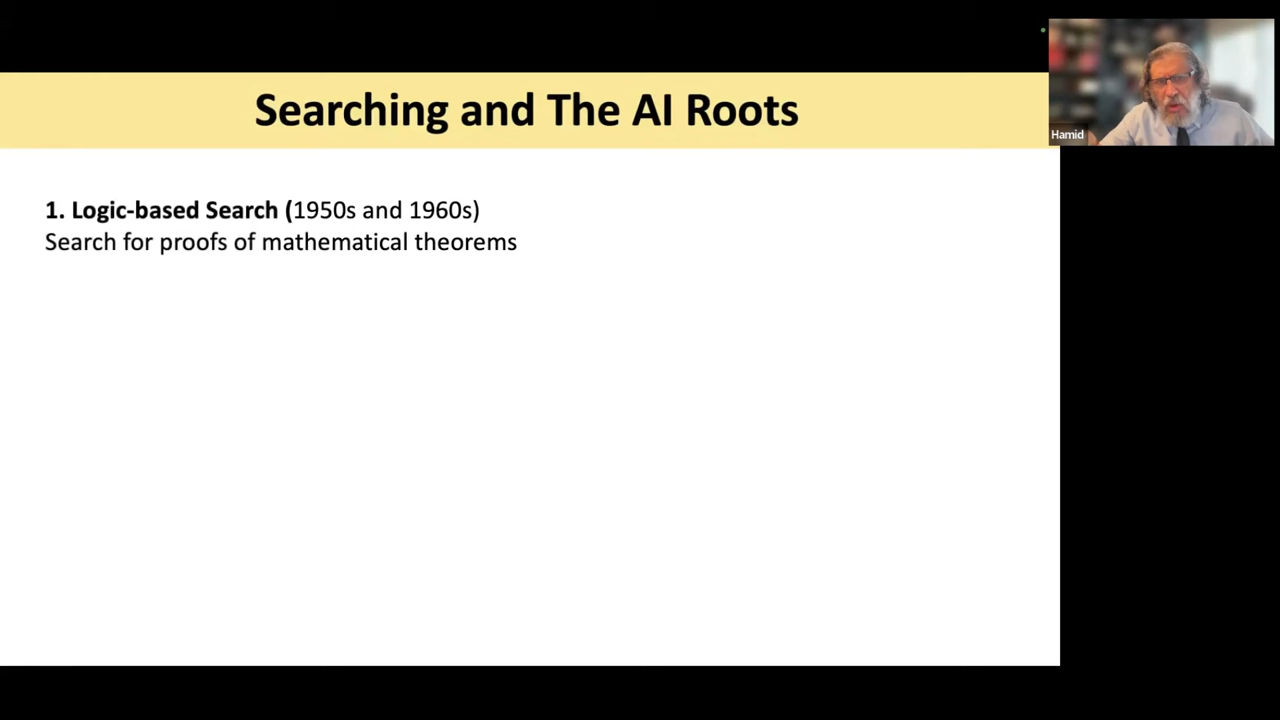 Searching and The AI Roots
Hamid
1. Logic-based Search (1950s and 1960s)
Search for proofs of mathematical theorems